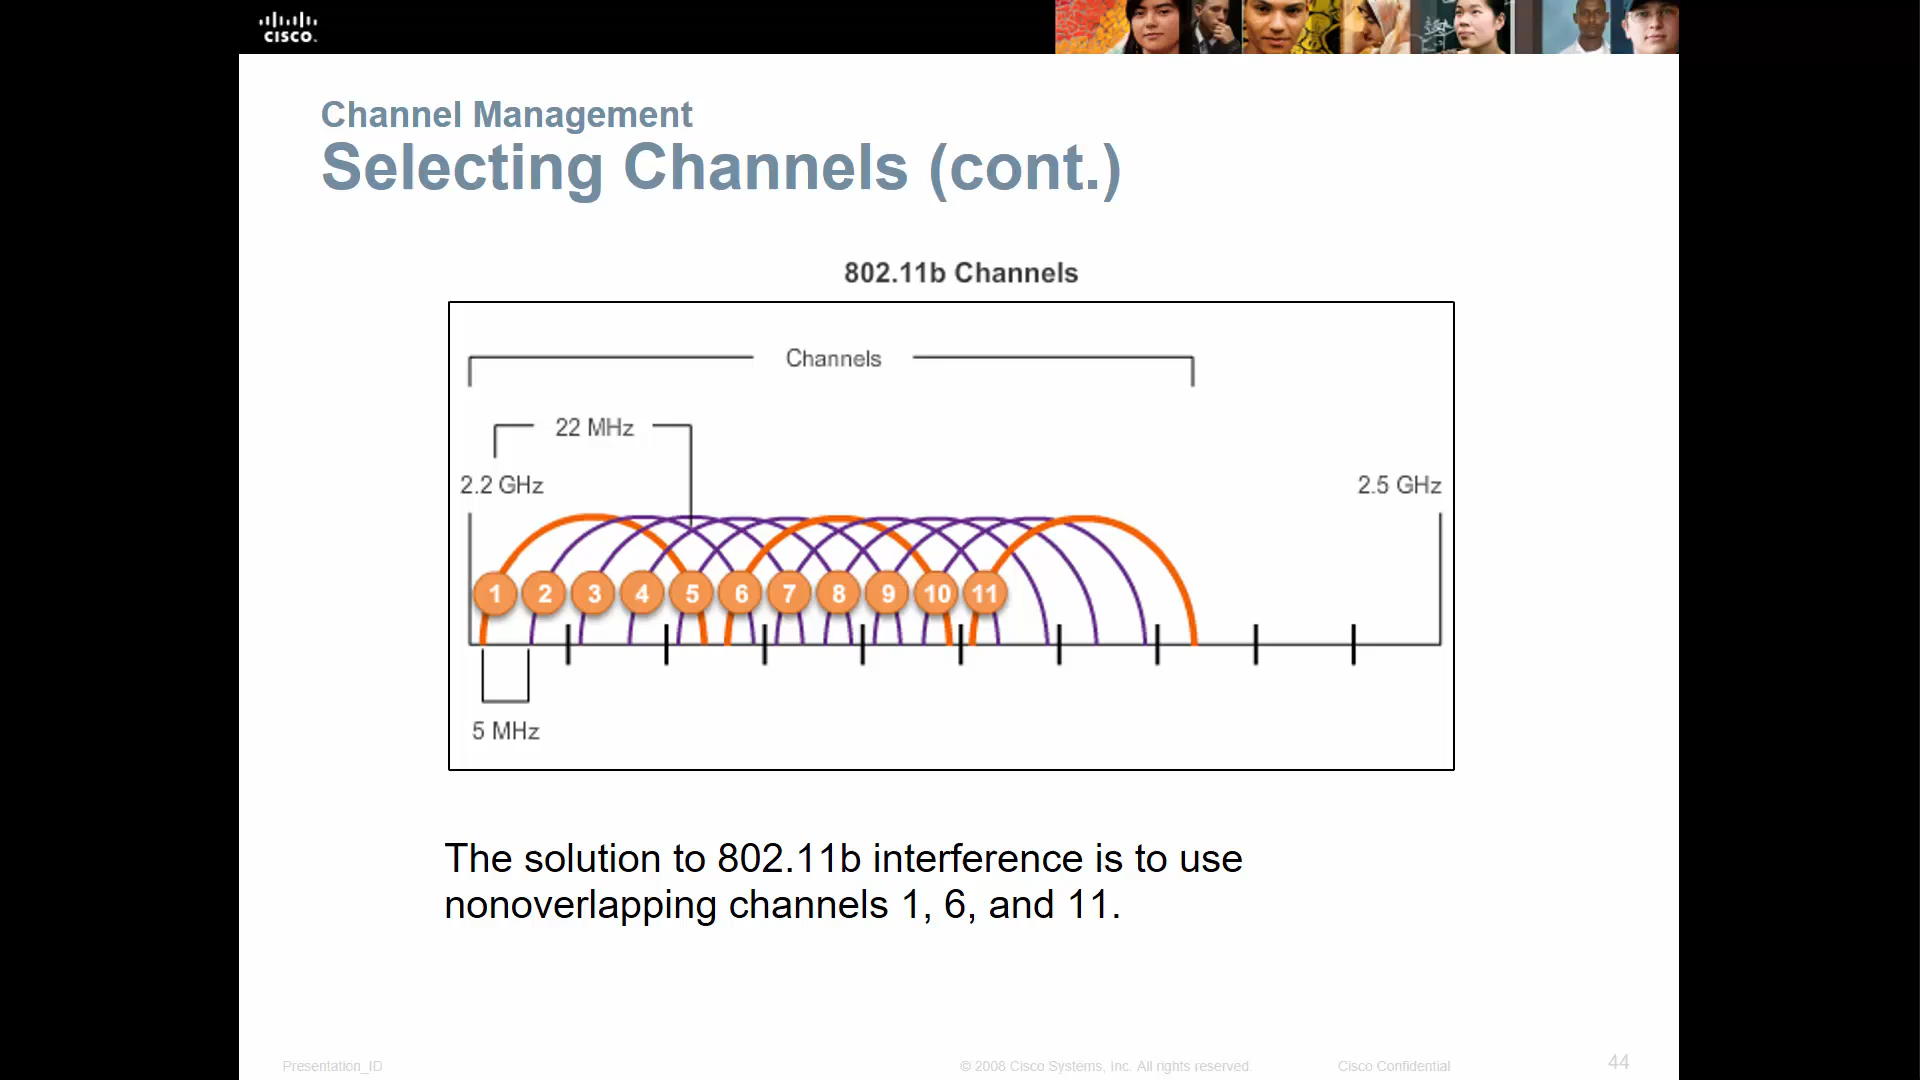 CISCO.
Channel Management
Selecting Channels (cont.)
802.11b Channels
Channels
22 MHz
2.2 GHz
2.5 GHz
1 2 3 4 5 6 7 8 9 10 11
5 MHz
The solution to 802.11b interference is to use
nonoverlapping channels 1, 6, and 11.
Presentation_ID
© 2008 Cisco Systems, Inc. All rights reserved.
Cisco Confidential
44